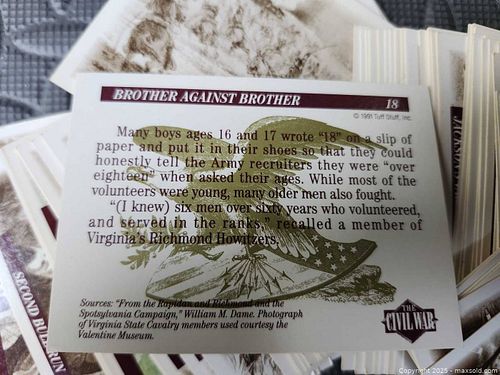 BROTHER AGAINST BROTHER 18
© 1991 Tuff Stuff, Inc.
Many boys ages 16 and 17 wrote "18" on a slip of
paper and put it in their shoes so that they could
honestly tell the Army recruiters they were "over
eighteen" when asked their ages. While most of the
volunteers were young, many older men also fought.
"(I knew) six men over sixty years who volunteered,
and served in the ranks," recalled a member of
Virginia's Richmond Howitzers.
Sources: "From the Rapidan and Richmond and the
Spotsylvania Campaign," William M. Dame. Photograph
of Virginia State Cavalry members used courtesy the
Valentine Museum.
THE
CIVIL WAR
SECOND BULL RUN
Copyright 2025 - maxsold.com